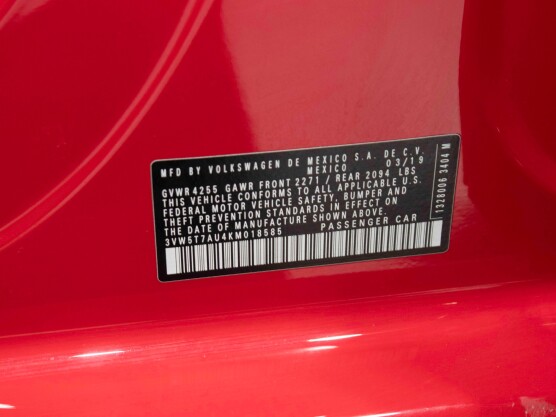 MFD BY VOLKSWAGEN DE MEXICO S.A. DE C.V.
MEXICO 03/19
GVWR4255 GAWR FRONT 2271 / REAR 2094 LBS
THIS VEHICLE CONFORMS TO ALL APPLICABLE
FEDERAL MOTOR VEHICLE SAFETY, BUMPER AND
THEFT PREVENTION STANDARDS IN EFFECT ON
THE DATE OF MANUFACTURE SHOWN ABOVE.
3VW5T7AU4KM018585 PASSENGER CAR
1328006 3404 M